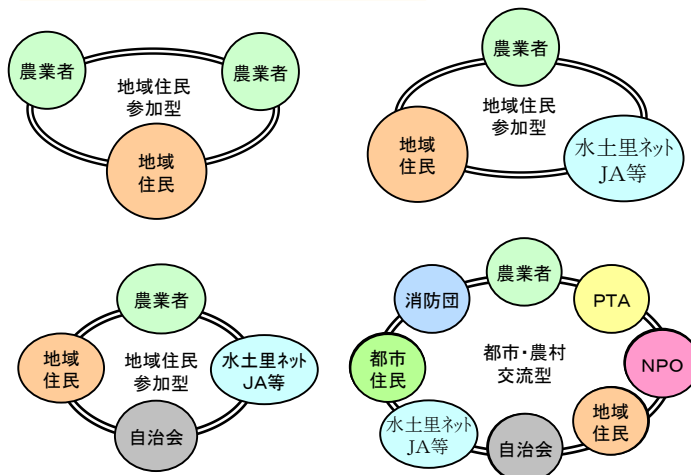 農業者
農業者
地域住民
参加型
地域
住民
農業者
地域住民
参加型
地域
住民
水土里ネット
JA等
農業者
地域
住民
地域住民
参加型
水土里ネット
JA等
自治会
農業者
消防団
PTA
都市
住民
都市・農村
交流型
NPO
水土里ネット
JA等
自治会
地域
住民